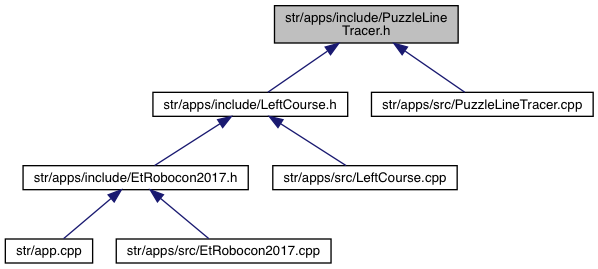 str/apps/include/PuzzleLine
Tracer.h
str/apps/include/LeftCourse.h
str/apps/src/PuzzleLineTracer.cpp
str/apps/include/EtRobocon2017.h
str/apps/src/LeftCourse.cpp
str/app.cpp
str/apps/src/EtRobocon2017.cpp